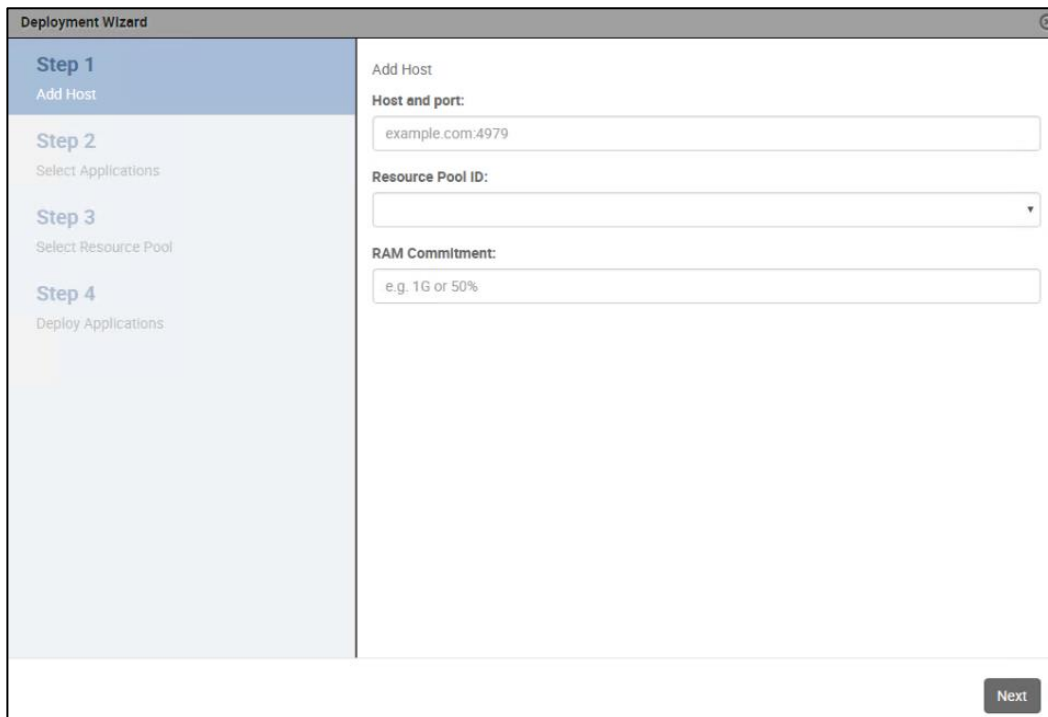 Deployment Wizard
Step 1
Add Host
Step 2
Select Applications
Step 3
Select Resource Pool
Step 4
Deploy Applications
Add Host
Host and port:
example.com:4979
Resource Pool ID:
RAM Commitment:
e.g. 1G or 50%
Next